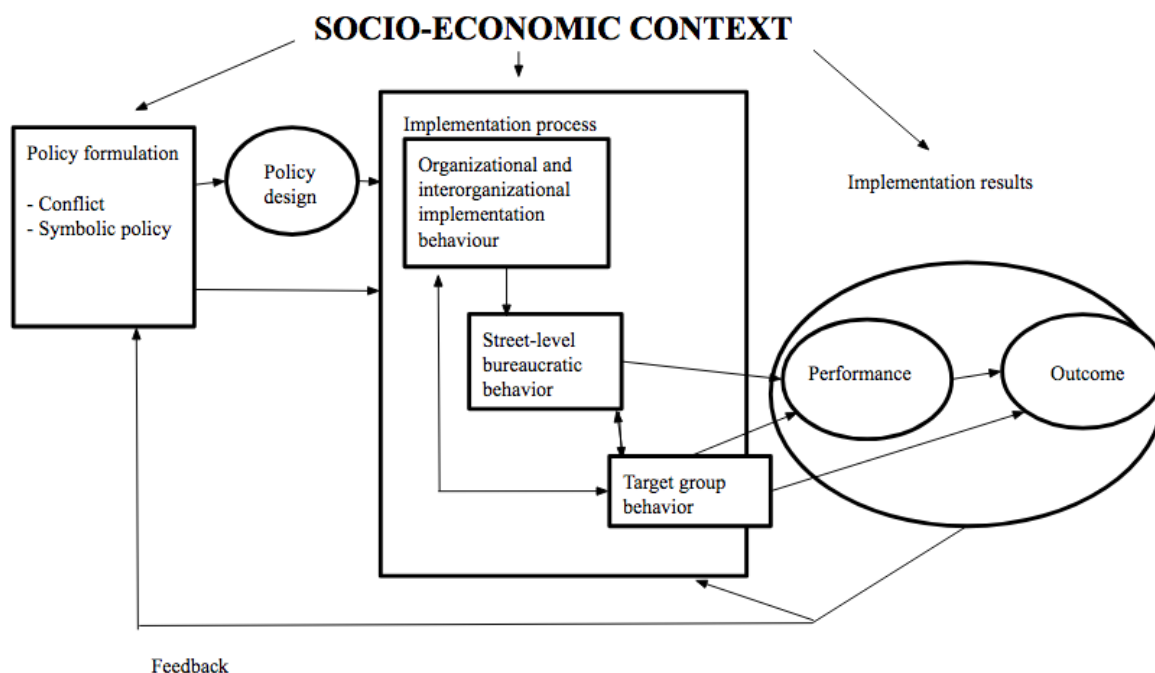 SOCIO-ECONOMIC CONTEXT
Policy formulation
- Conflict
- Symbolic policy
Policy
design
Implementation process
Organizational and
interorganizational
implementation
behaviour
Street-level
bureaucratic
behavior
Target group
behavior
Implementation results
Performance
Outcome
Feedback